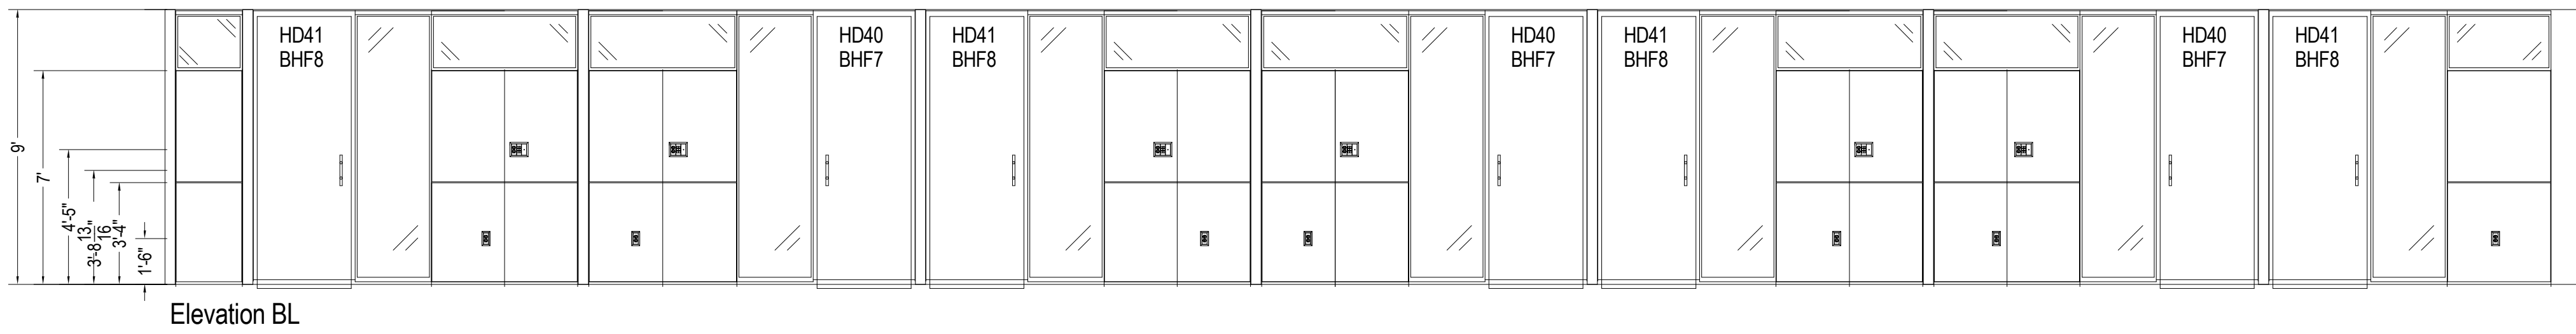 HD41
BHF8
HD40
BHF7
HD41
BHF8
HD40
BHF7
HD41
BHF8
HD40
BHF7
HD41
BHF8
9'
7'
4'-5"
3'-8 13/16"
3'-4"
1'-6"
Elevation BL